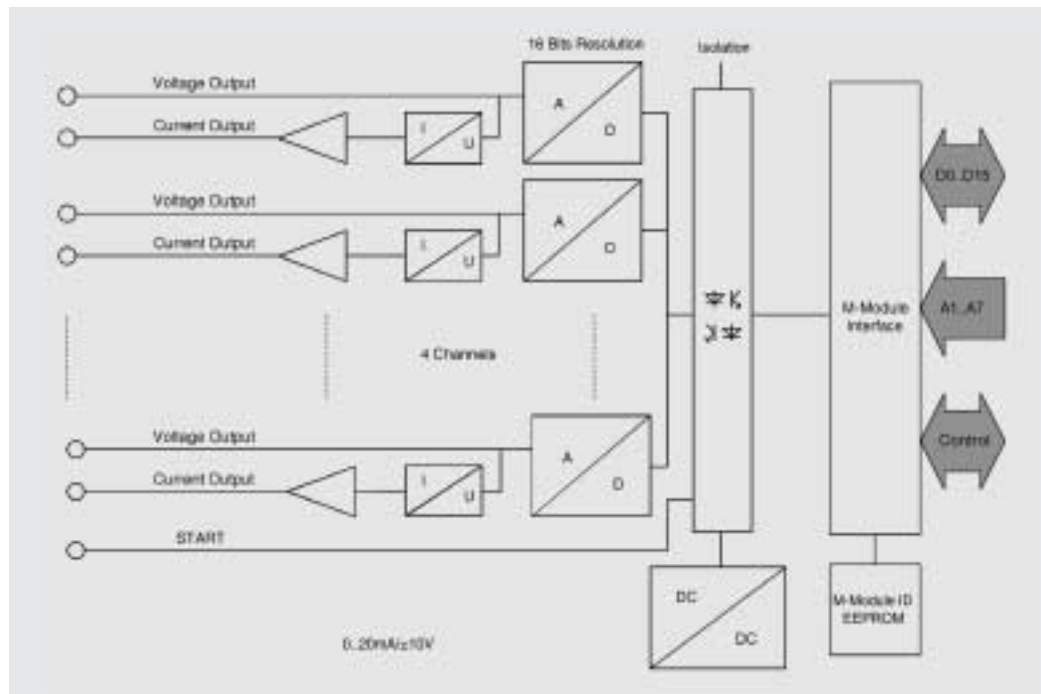 16 Bits Resolution
Isolation
Voltage Output
Current Output
A
D
I
U
D0..D15
Voltage Output
Current Output
A
D
I
U
M-Module
Interface
A1..A7
4 Channels
Voltage Output
Current Output
A
D
I
U
Control
START
DC
DC
M-Module ID
EEPROM
0..20mA/±10V